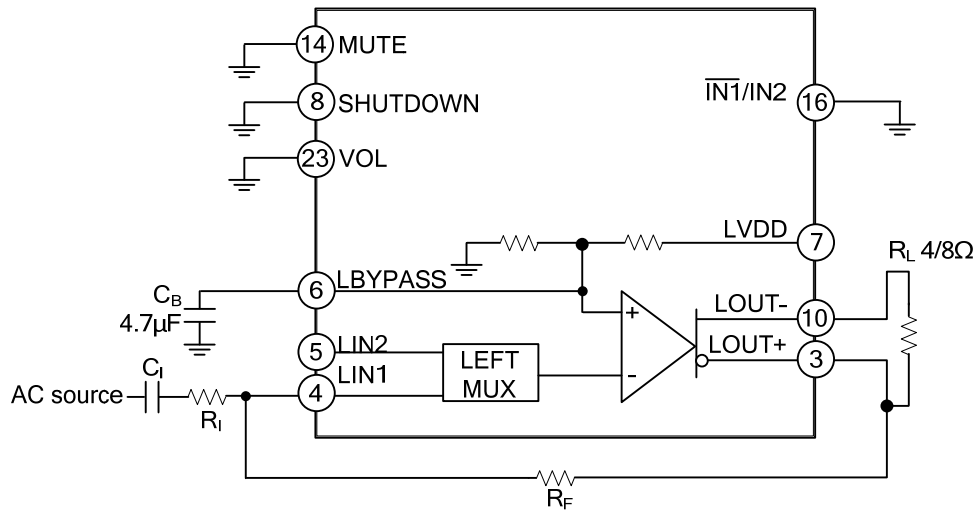 14 MUTE
8 SHUTDOWN
IN1/IN2 16
23 VOL
LVDD 7
R_L 4/8Ω
6 LBYPASS
C_B
4.7µF
+
LOUT- 10
5 LIN2
LOUT+ 3
C_I
4 LIN1
LEFT
MUX
-
AC source
R_I
R_F